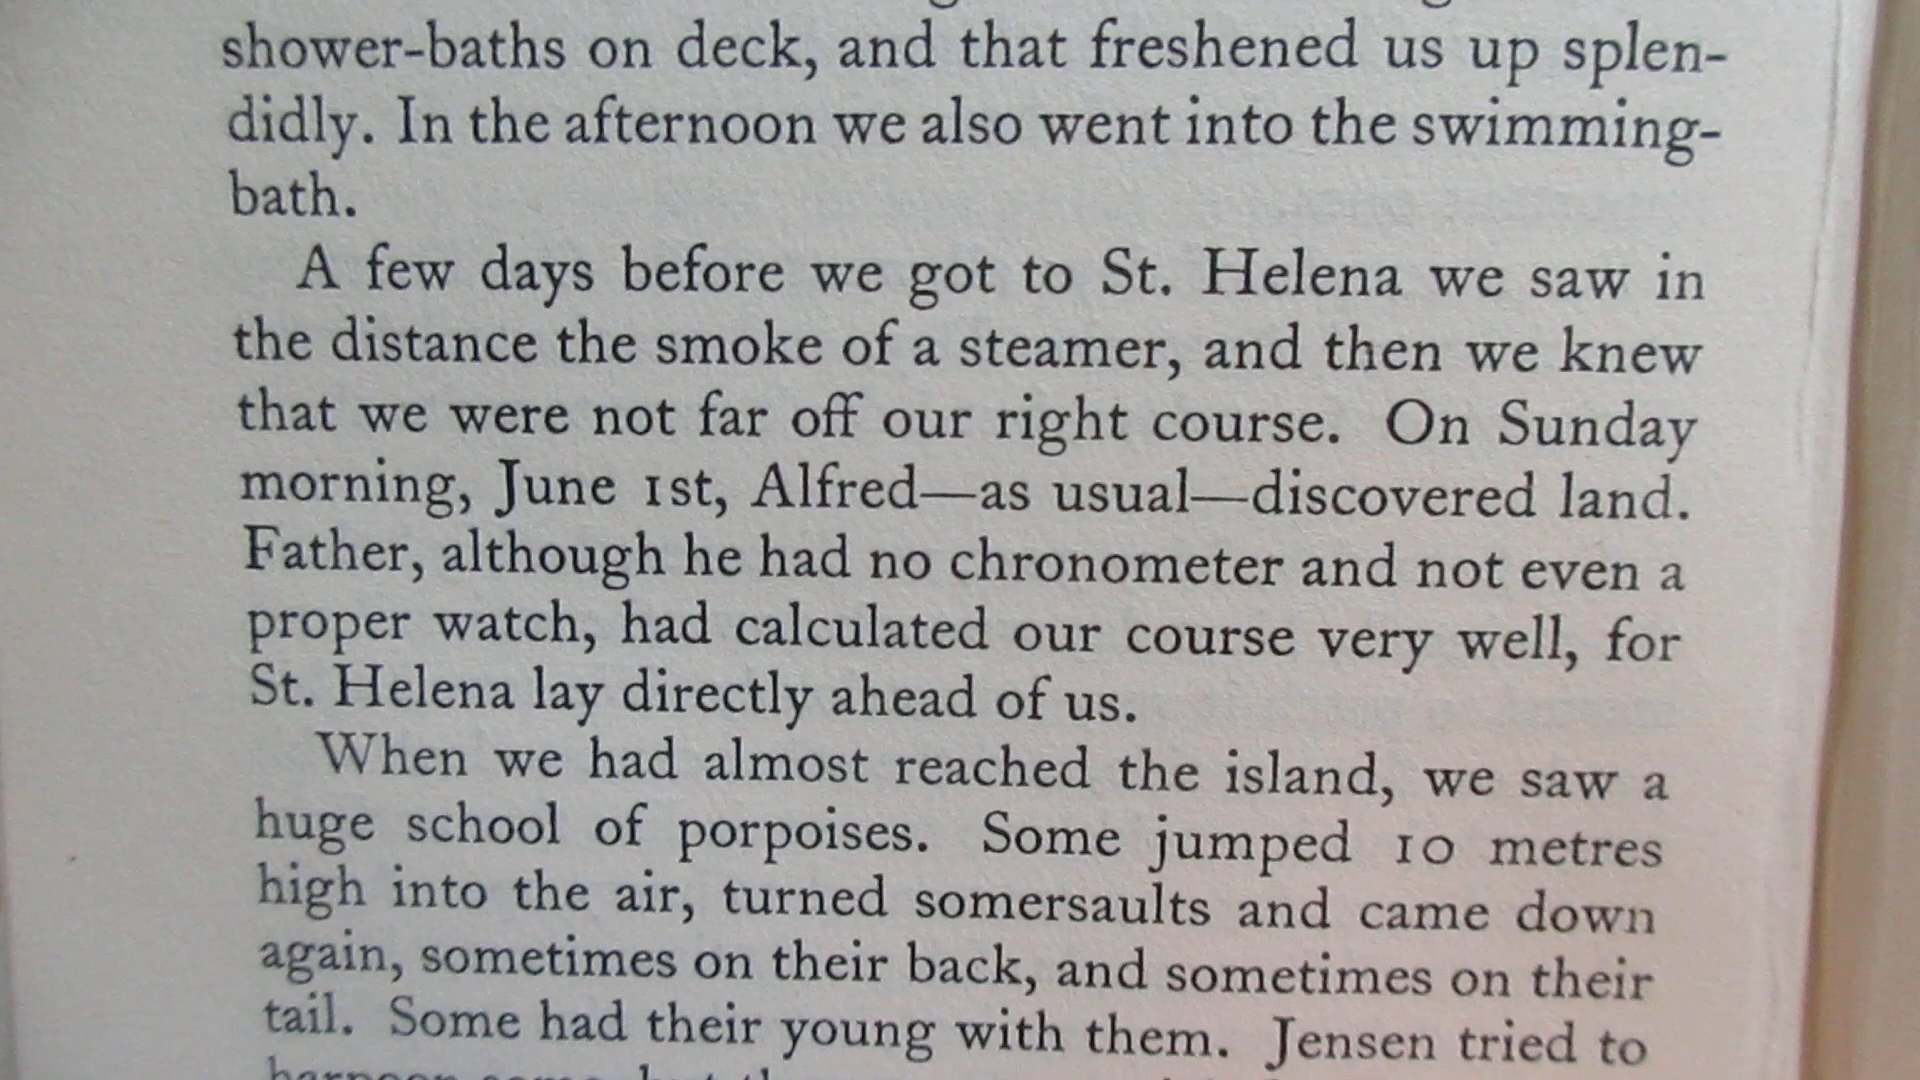 shower-baths on deck, and that freshened us up splen-
didly. In the afternoon we also went into the swimming-
bath.
A few days before we got to St. Helena we saw in
the distance the smoke of a steamer, and then we knew
that we were not far off our right course. On Sunday
morning, June 1st, Alfred—as usual—discovered land.
Father, although he had no chronometer and not even a
proper watch, had calculated our course very well, for
St. Helena lay directly ahead of us.
When we had almost reached the island, we saw a
huge school of porpoises. Some jumped 10 metres
high into the air, turned somersaults and came down
again, sometimes on their back, and sometimes on their
tail. Some had their young with them. Jensen tried to
harpoon some, but